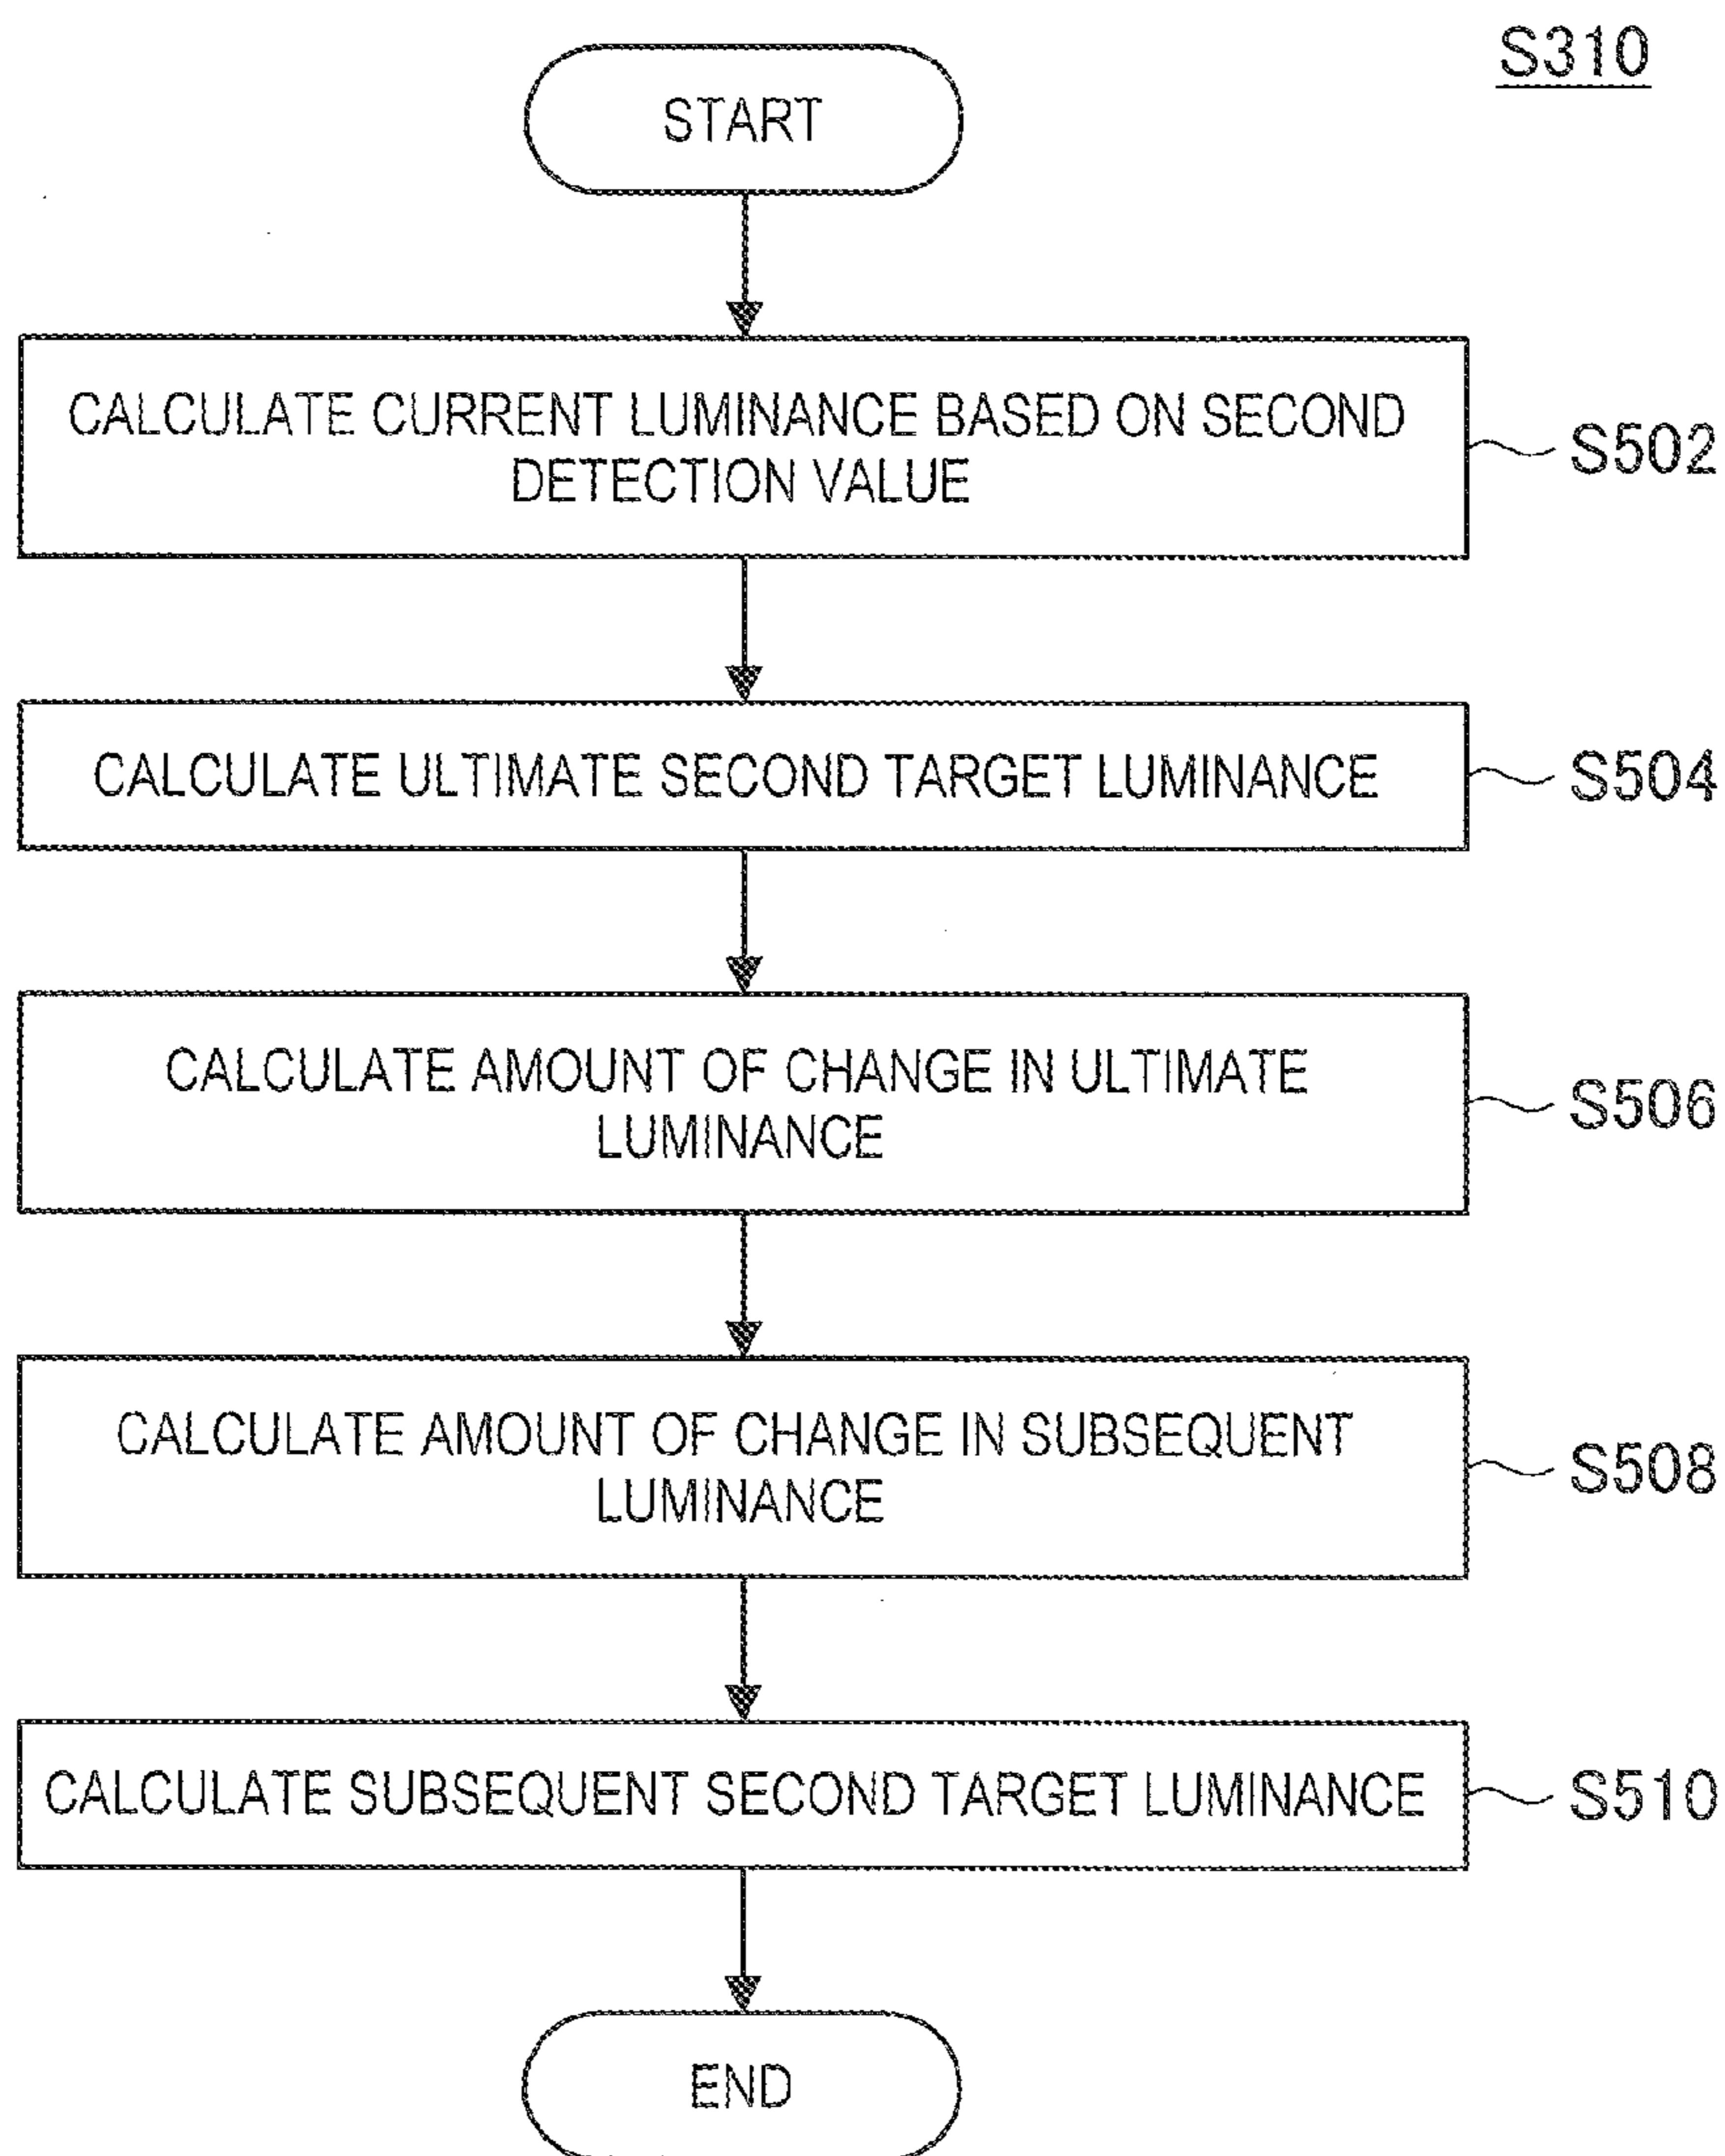 S310
START
CALCULATE CURRENT LUMINANCE BASED ON SECOND
DETECTION VALUE
S502
CALCULATE ULTIMATE SECOND TARGET LUMINANCE
S504
CALCULATE AMOUNT OF CHANGE IN ULTIMATE
LUMINANCE
S506
CALCULATE AMOUNT OF CHANGE IN SUBSEQUENT
LUMINANCE
S508
CALCULATE SUBSEQUENT SECOND TARGET LUMINANCE
S510
END